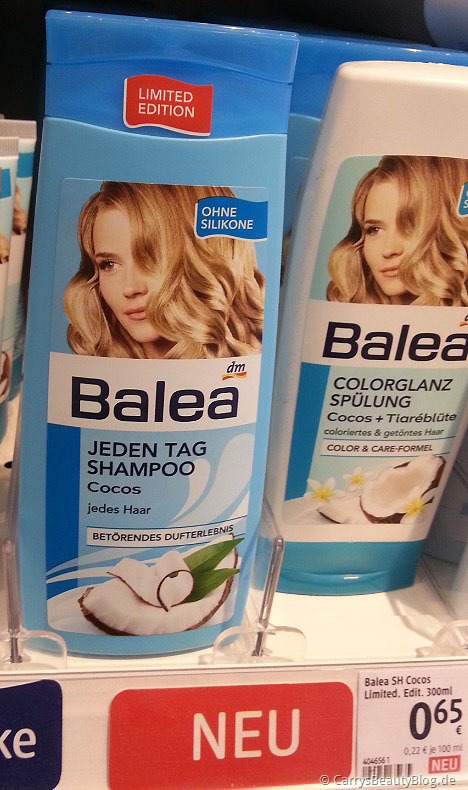 LIMITED
EDITION
OHNE
SILIKONE
dm
Balea
JEDEN TAG
SHAMPOO
Cocos
jedes Haar
BETÖRENDES DUFTERLEBNIS
Balea
COLORGLANZ
SPÜLUNG
Cocos + Tiaréblüte
coloriertes & getöntes Haar
COLOR & CARE-FORMEL
ke
NEU
Balea SH Cocos
Limited. Edit. 300ml
0,65
€
0,22 € je 100 ml
4046561
NEU
© CarrysBeautyBlog.de